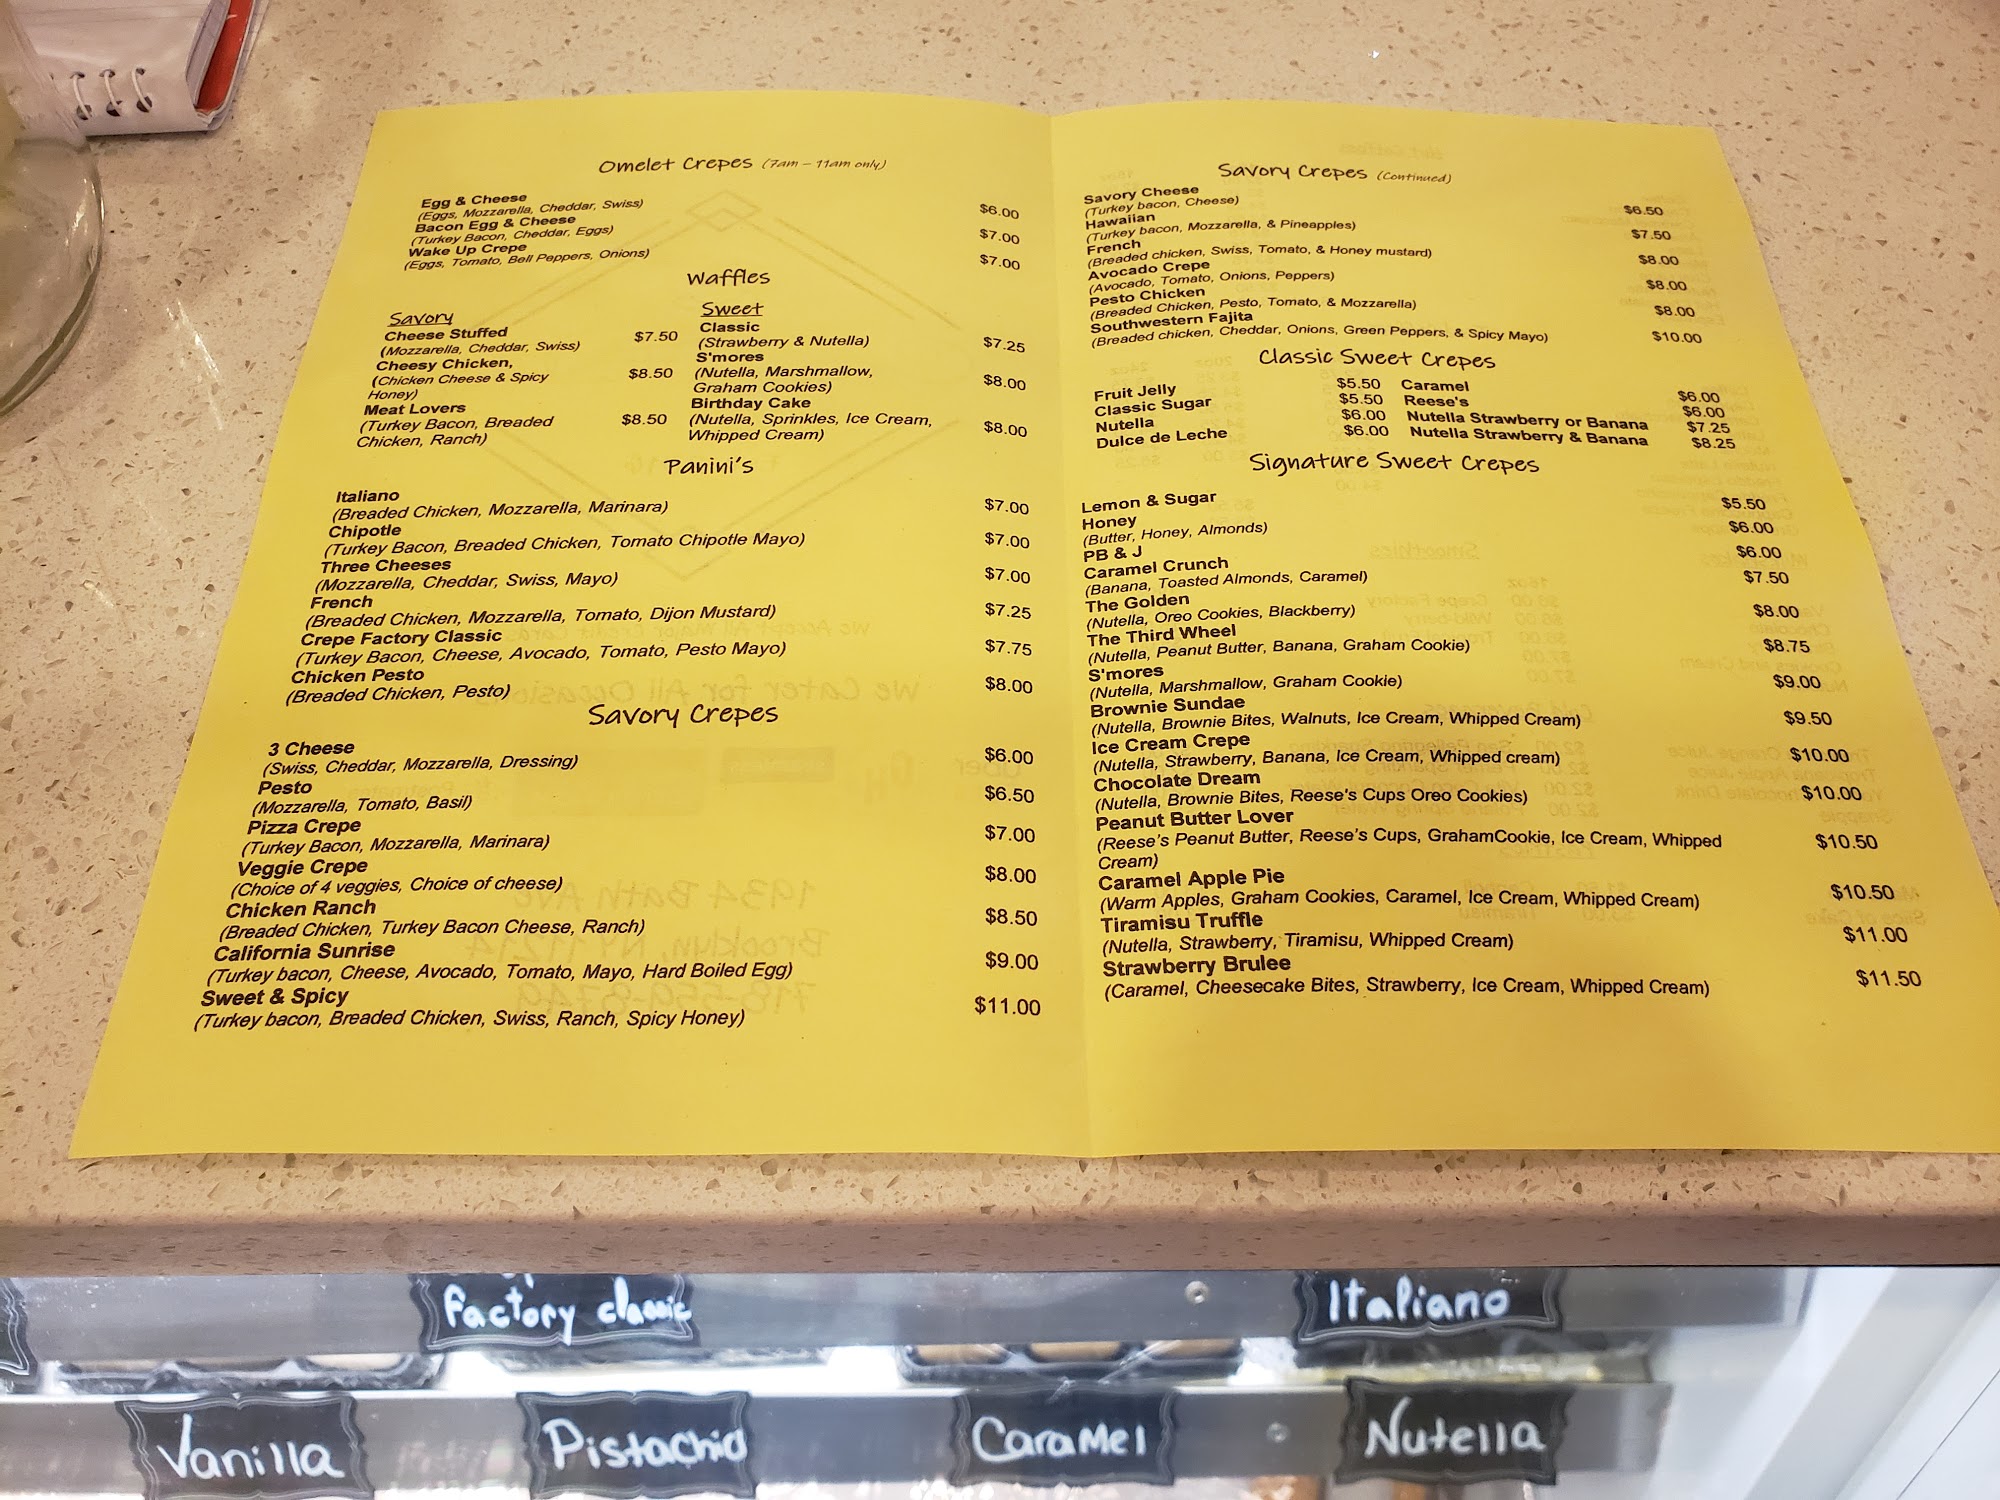 Omelet Crepes (7am – 11am only)
Egg & Cheese
(Eggs, Mozzarella, Cheddar, Swiss) $6.00
Bacon Egg & Cheese
(Turkey Bacon, Cheddar, Eggs) $7.00
Wake Up Crepe
(Eggs, Tomato, Bell Peppers, Onions) $7.00
Waffles
Savory
Cheese Stuffed $7.50
(Mozzarella, Cheddar, Swiss)
Cheesy Chicken,
(Chicken Cheese & Spicy $8.50
Honey)
Meat Lovers
(Turkey Bacon, Breaded $8.50
Chicken, Ranch)
Sweet
Classic
(Strawberry & Nutella) $7.25
S'mores
(Nutella, Marshmallow, $8.00
Graham Cookies)
Birthday Cake
(Nutella, Sprinkles, Ice Cream, $8.00
Whipped Cream)
Panini's
Italiano
(Breaded Chicken, Mozzarella, Marinara) $7.00
Chipotle
(Turkey Bacon, Breaded Chicken, Tomato Chipotle Mayo) $7.00
Three Cheeses
(Mozzarella, Cheddar, Swiss, Mayo) $7.00
French
(Breaded Chicken, Mozzarella, Tomato, Dijon Mustard) $7.25
Crepe Factory Classic
(Turkey Bacon, Cheese, Avocado, Tomato, Pesto Mayo) $7.75
Chicken Pesto
(Breaded Chicken, Pesto) $8.00
Savory Crepes
3 Cheese
(Swiss, Cheddar, Mozzarella, Dressing) $6.00
Pesto
(Mozzarella, Tomato, Basil) $6.50
Pizza Crepe
(Turkey Bacon, Mozzarella, Marinara) $7.00
Veggie Crepe
(Choice of 4 veggies, Choice of cheese) $8.00
Chicken Ranch
(Breaded Chicken, Turkey Bacon Cheese, Ranch) $8.50
California Sunrise
(Turkey bacon, Cheese, Avocado, Tomato, Mayo, Hard Boiled Egg) $9.00
Sweet & Spicy
(Turkey bacon, Breaded Chicken, Swiss, Ranch, Spicy Honey) $11.00
Savory Crepes (Continued)
Savory Cheese
(Turkey bacon, Cheese) $6.50
Hawaiian
(Turkey bacon, Mozzarella, & Pineapples) $7.50
French
(Breaded chicken, Swiss, Tomato, & Honey mustard) $8.00
Avocado Crepe
(Avocado, Tomato, Onions, Peppers) $8.00
Pesto Chicken
(Breaded Chicken, Pesto, Tomato, & Mozzarella) $8.00
Southwestern Fajita
(Breaded chicken, Cheddar, Onions, Green Peppers, & Spicy Mayo) $10.00
Classic Sweet Crepes
Fruit Jelly $5.50 Caramel $6.00
Classic Sugar $5.50 Reese's $6.00
Nutella $6.00 Nutella Strawberry or Banana $7.25
Dulce de Leche $6.00 Nutella Strawberry & Banana $8.25
Signature Sweet Crepes
Lemon & Sugar $5.50
Honey $6.00
(Butter, Honey, Almonds)
PB & J $6.00
Caramel Crunch $7.50
(Banana, Toasted Almonds, Caramel)
The Golden $8.00
(Nutella, Oreo Cookies, Blackberry)
The Third Wheel $8.75
(Nutella, Peanut Butter, Banana, Graham Cookie)
S'mores $9.00
(Nutella, Marshmallow, Graham Cookie)
Brownie Sundae $9.50
(Nutella, Brownie Bites, Walnuts, Ice Cream, Whipped Cream)
Ice Cream Crepe $10.00
(Nutella, Strawberry, Banana, Ice Cream, Whipped cream)
Chocolate Dream $10.00
(Nutella, Brownie Bites, Reese's Cups Oreo Cookies)
Peanut Butter Lover
(Reese's Peanut Butter, Reese's Cups, GrahamCookie, Ice Cream, Whipped $10.50
Cream)
Caramel Apple Pie $10.50
(Warm Apples, Graham Cookies, Caramel, Ice Cream, Whipped Cream)
Tiramisu Truffle $11.00
(Nutella, Strawberry, Tiramisu, Whipped Cream)
Strawberry Brulee $11.50
(Caramel, Cheesecake Bites, Strawberry, Ice Cream, Whipped Cream)
factory classic
Italiano
Vanilla
Pistachio
Caramel
Nutella